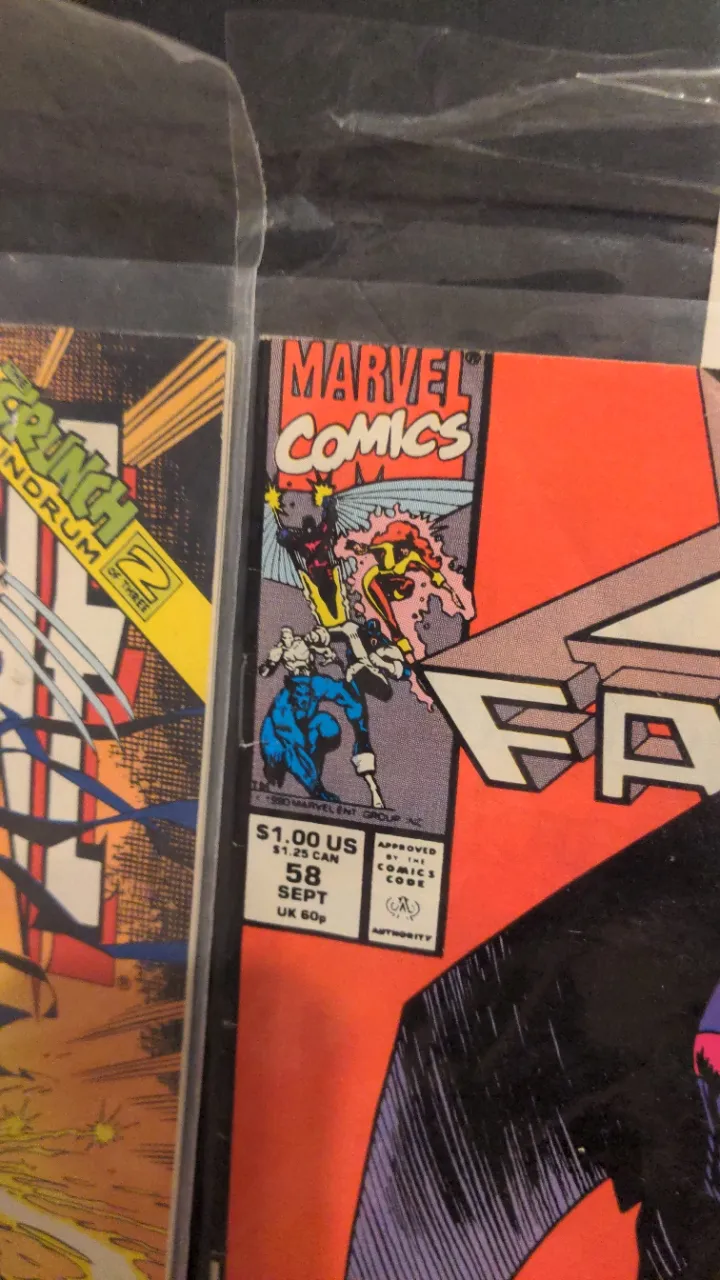 CRUNCH
UNDRUM
2
OF THREE
MARVEL
COMICS
FA
© 1990 MARVEL ENT. GROUP, INC.
$1.00 US
$1.25 CAN
58
SEPT
UK 60p
APPROVED
BY THE
COMICS
CODE
AUTHORITY